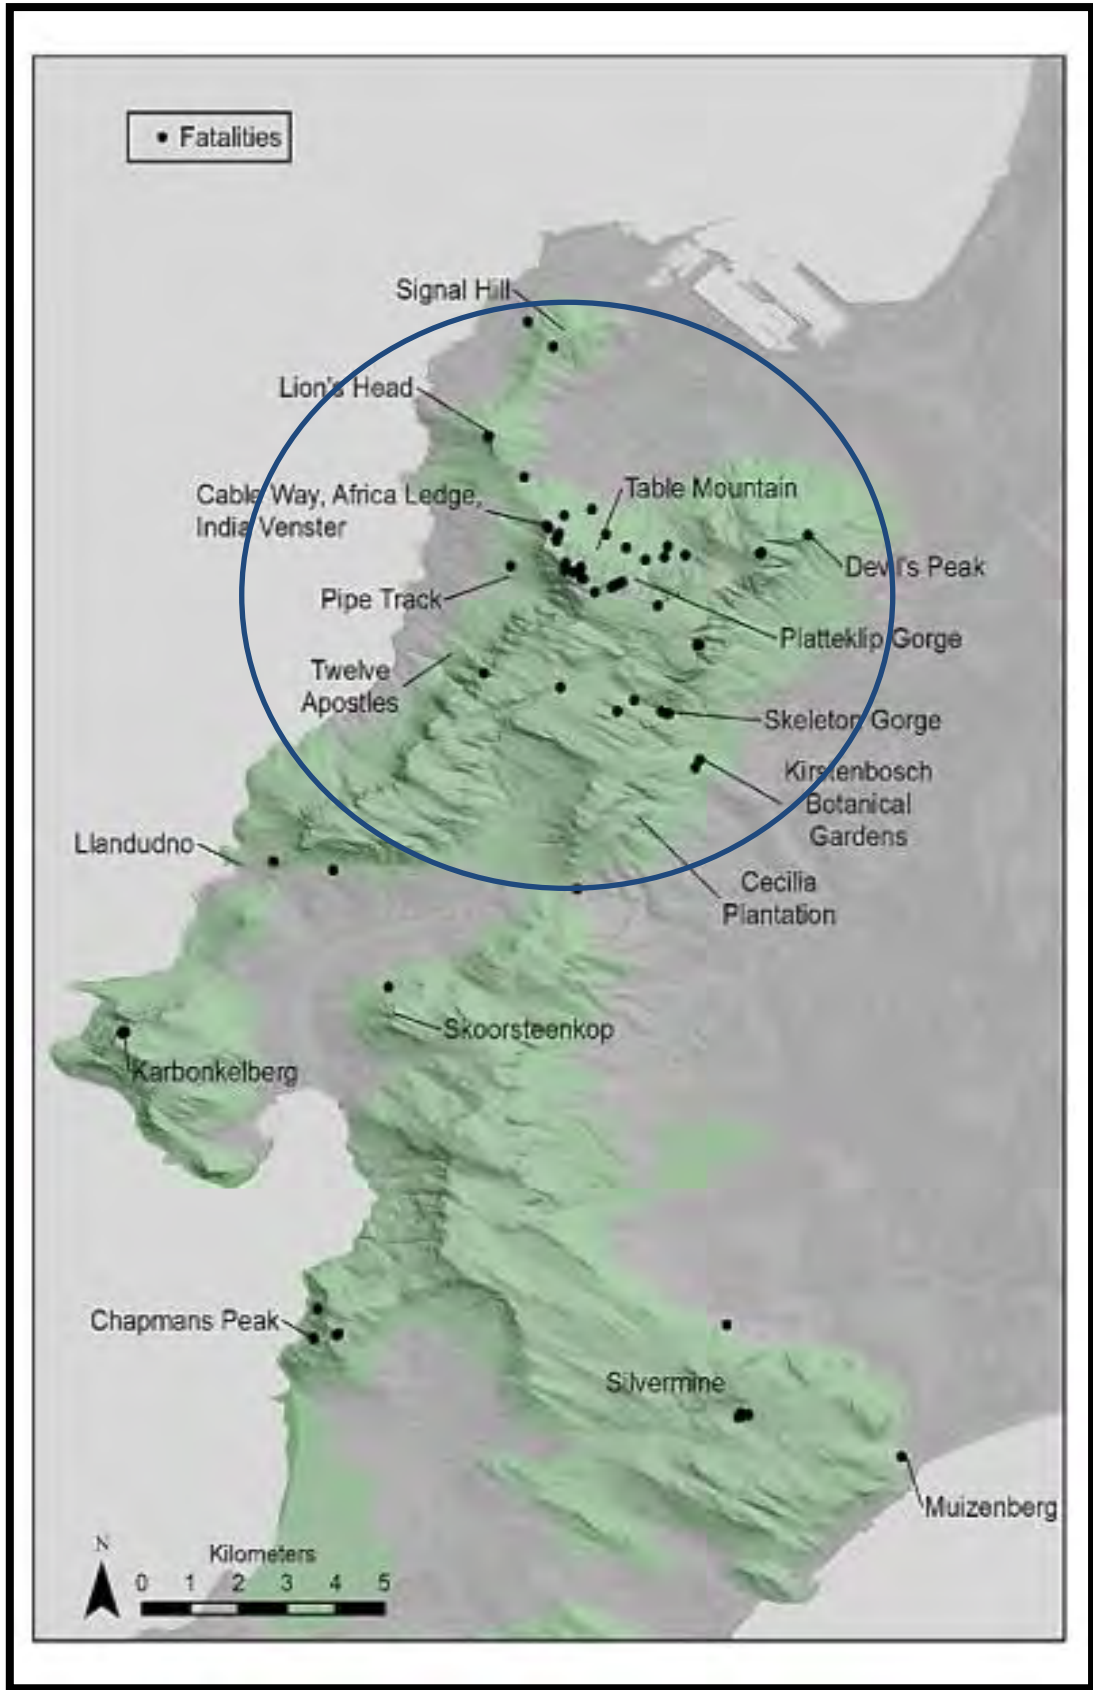 Fatalities
Signal Hill
Lion's Head
Cable Way, Africa Ledge,
India Venster
Table Mountain
Devil's Peak
Pipe Track
Platteklip Gorge
Twelve
Apostles
Skeleton Gorge
Kirstenbosch
Botanical
Gardens
Llandudno
Cecilia
Plantation
Skoorsteenkop
Karbonkelberg
Chapmans Peak
Silvermine
Muizenberg
N
Kilometers
0 1 2 3 4 5